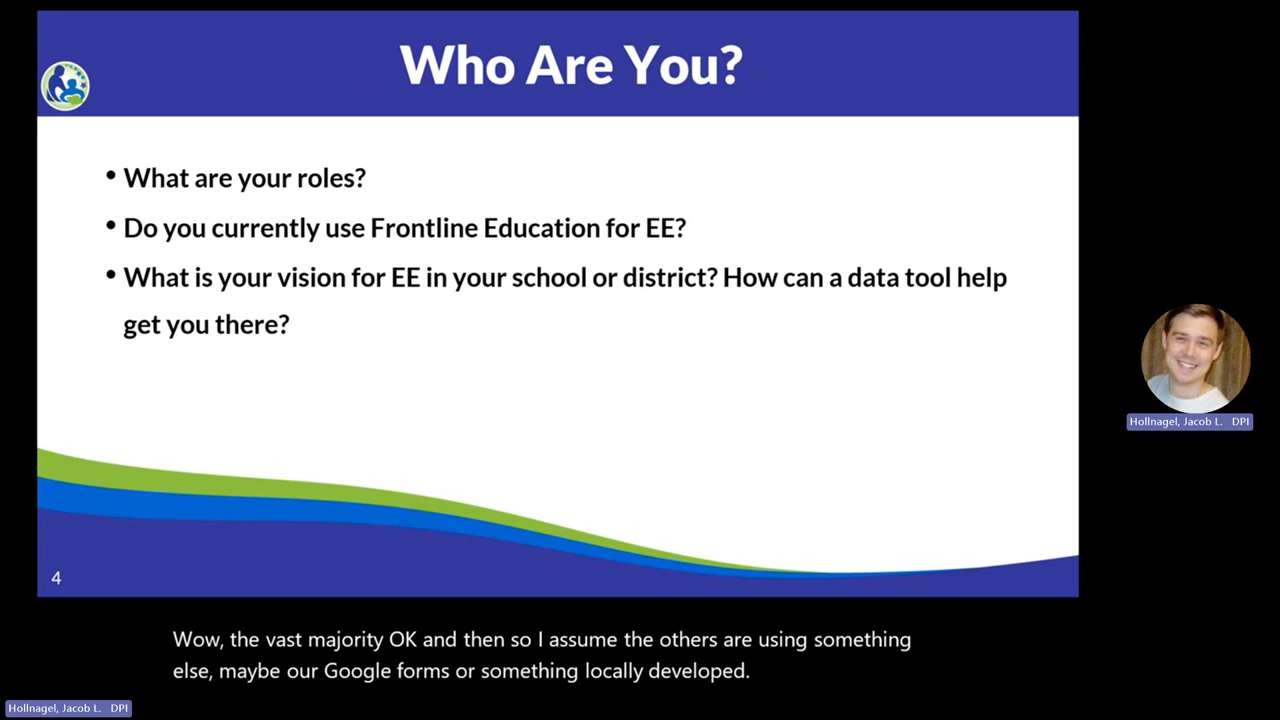 Who Are You?
• What are your roles?
• Do you currently use Frontline Education for EE?
• What is your vision for EE in your school or district? How can a data tool help
get you there?
Hollnagel, Jacob L. DPI
4
Wow, the vast majority OK and then so I assume the others are using something
else, maybe our Google forms or something locally developed.
Hollnagel, Jacob L. DPI